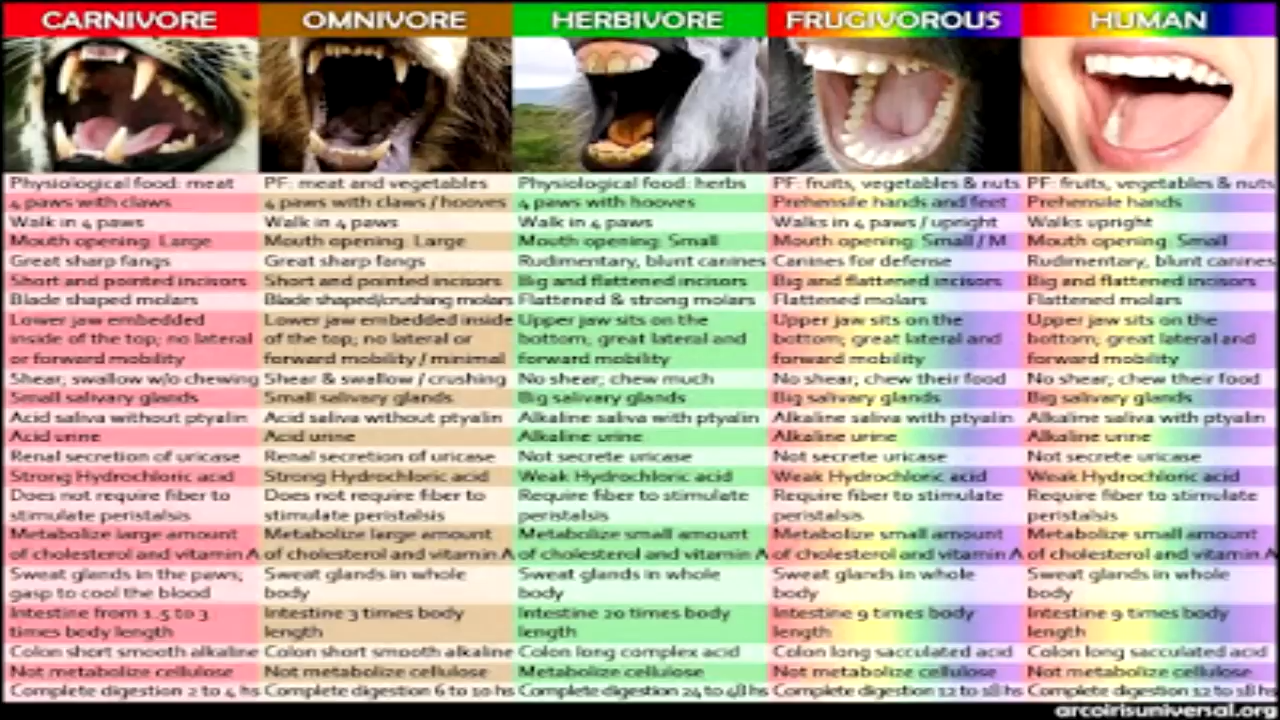 CARNIVORE OMNIVORE HERBIVORE FRUGIVOROUS HUMAN
Physiological food: meat PF: meat and vegetables Physiological food: herbs PF: fruits, vegetables & nuts PF: fruits, vegetables & nuts
4 paws with claws 4 paws with claws / hooves 4 paws with hooves Prehensile hands and feet Prehensile hands
Walk in 4 paws Walk in 4 paws Walk in 4 paws Walks in 4 paws / upright Walks upright
Mouth opening: Large Mouth opening: Large Mouth opening: Small Mouth opening: Small / M Mouth opening: Small
Great sharp fangs Great sharp fangs Rudimentary, blunt canines Canines for defense Rudimentary, blunt canines
Short and pointed incisors Short and pointed incisors Big and flattened incisors Big and flattened incisors Big and flattened incisors
Blade shaped molars Blade shaped/crushing molars Flattened & strong molars Flattened molars Flattened molars
Lower jaw embedded Lower jaw embedded inside Upper jaw sits on the Upper jaw sits on the Upper jaw sits on the
inside of the top; no lateral of the top; no lateral or bottom; great lateral and bottom; great lateral and bottom; great lateral and
or forward mobility forward mobility / minimal forward mobility forward mobility forward mobility
Shear; swallow w/o chewing Shear & swallow / crushing No shear; chew much No shear; chew their food No shear; chew their food
Small salivary glands Small salivary glands Big salivary glands Big salivary glands Big salivary glands
Acid saliva without ptyalin Acid saliva without ptyalin Alkaline saliva with ptyalin Alkaline saliva with ptyalin Alkaline saliva with ptyalin
Acid urine Acid urine Alkaline urine Alkaline urine Alkaline urine
Renal secretion of uricase Renal secretion of uricase Not secrete uricase Not secrete uricase Not secrete uricase
Strong Hydrochloric acid Strong Hydrochloric acid Weak Hydrochloric acid Weak Hydrochloric acid Weak Hydrochloric acid
Does not require fiber to Does not require fiber to Require fiber to stimulate Require fiber to stimulate Require fiber to stimulate
stimulate peristalsis stimulate peristalsis peristalsis peristalsis peristalsis
Metabolize large amount Metabolize large amount Metabolize small amount Metabolize small amount Metabolize small amount
of cholesterol and vitamin A of cholesterol and vitamin A of cholesterol and vitamin A of cholesterol and vitamin A of cholesterol and vitamin A
Sweat glands in the paws; Sweat glands in whole Sweat glands in whole Sweat glands in whole Sweat glands in whole
gasp to cool the blood body body body body
Intestine from 1.5 to 3 Intestine 3 times body Intestine 20 times body Intestine 9 times body Intestine 9 times body
times body length length length length length
Colon short smooth alkaline Colon short smooth alkaline Colon long complex acid Colon long sacculated acid Colon long sacculated acid
Not metabolize cellulose Not metabolize cellulose Metabolize cellulose Not metabolize cellulose Not metabolize cellulose
Complete digestion 2 to 4 hs Complete digestion 6 to 10 hs Complete digestion 24 to 48 hs Complete digestion 12 to 18 hs Complete digestion 12 to 18 hs
arcoirisuniversal.org